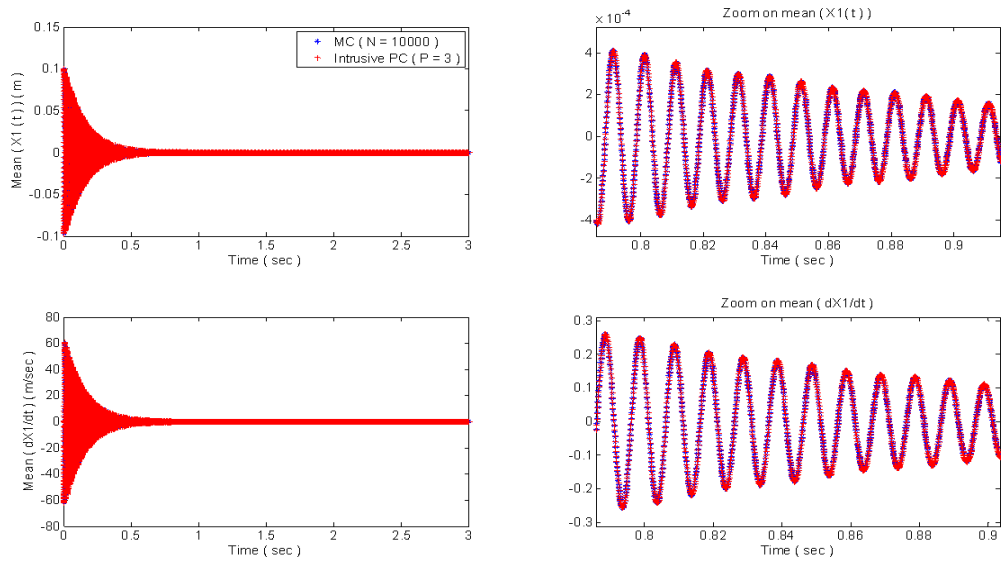 0.15
0.1
0.05
0
-0.05
-0.1
Mean (X1 (t)) (m)
0 0.5 1 1.5 2 2.5 3
Time (sec)
MC (N = 10000)
Intrusive PC (P = 3)
Zoom on mean (X1(t))
× 10-4
4
2
0
-2
-4
0.8 0.82 0.84 0.86 0.88 0.9
Time (sec)
80
60
40
20
0
-20
-40
-60
-80
Mean (dX1/dt) (m/sec)
0 0.5 1 1.5 2 2.5 3
Time (sec)
Zoom on mean (dX1/dt)
0.3
0.2
0.1
0
-0.1
-0.2
-0.3
0.8 0.82 0.84 0.86 0.88 0.9
Time (sec)